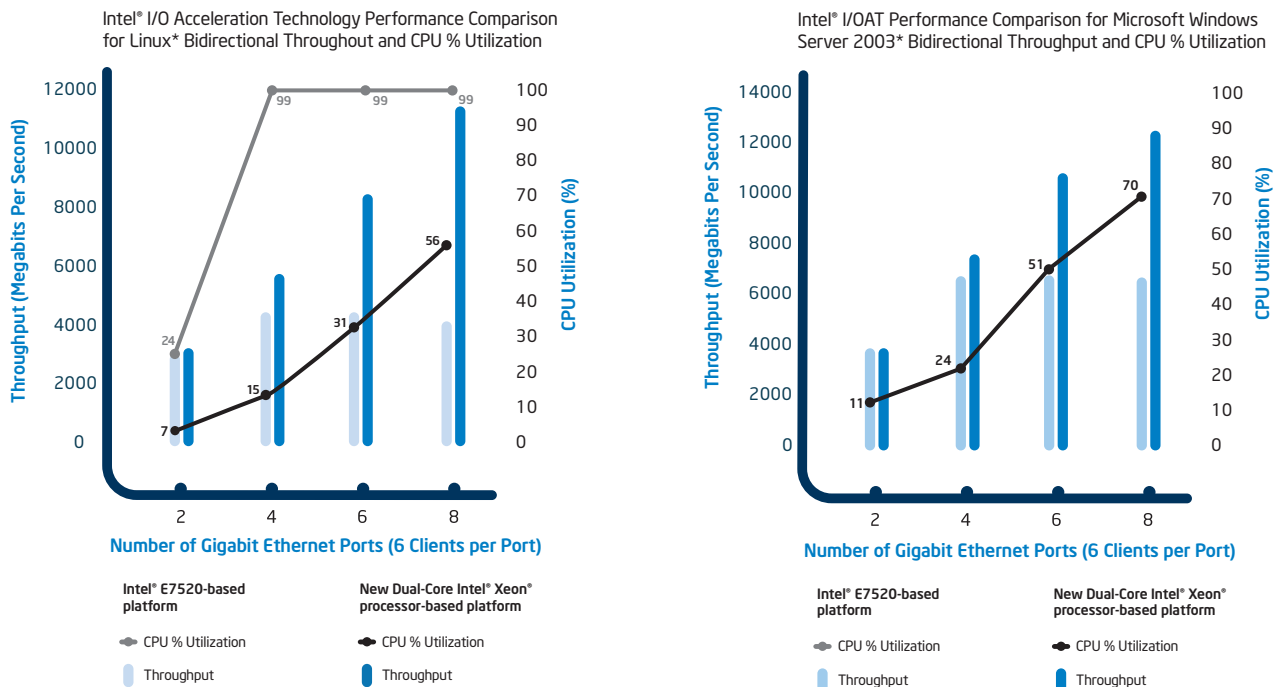 Intel® I/O Acceleration Technology Performance Comparison
for Linux* Bidirectional Throughout and CPU % Utilization
Throughput (Megabits Per Second)
12000
10000
8000
6000
4000
2000
0
100
90
80
70
60
50
40
30
20
10
0
CPU Utilization (%)
24
99
99
99
7
15
31
56
2
4
6
8
Number of Gigabit Ethernet Ports (6 Clients per Port)
Intel® E7520-based
platform
CPU % Utilization
Throughput
New Dual-Core Intel® Xeon®
processor-based platform
CPU % Utilization
Throughput
Intel® I/OAT Performance Comparison for Microsoft Windows
Server 2003* Bidirectional Throughput and CPU % Utilization
Throughput (Megabits Per Second)
14000
12000
10000
8000
6000
4000
2000
0
100
90
80
70
60
50
40
30
20
10
0
CPU Utilization (%)
11
24
51
70
2
4
6
8
Number of Gigabit Ethernet Ports (6 Clients per Port)
Intel® E7520-based
platform
CPU % Utilization
Throughput
New Dual-Core Intel® Xeon®
processor-based platform
CPU % Utilization
Throughput